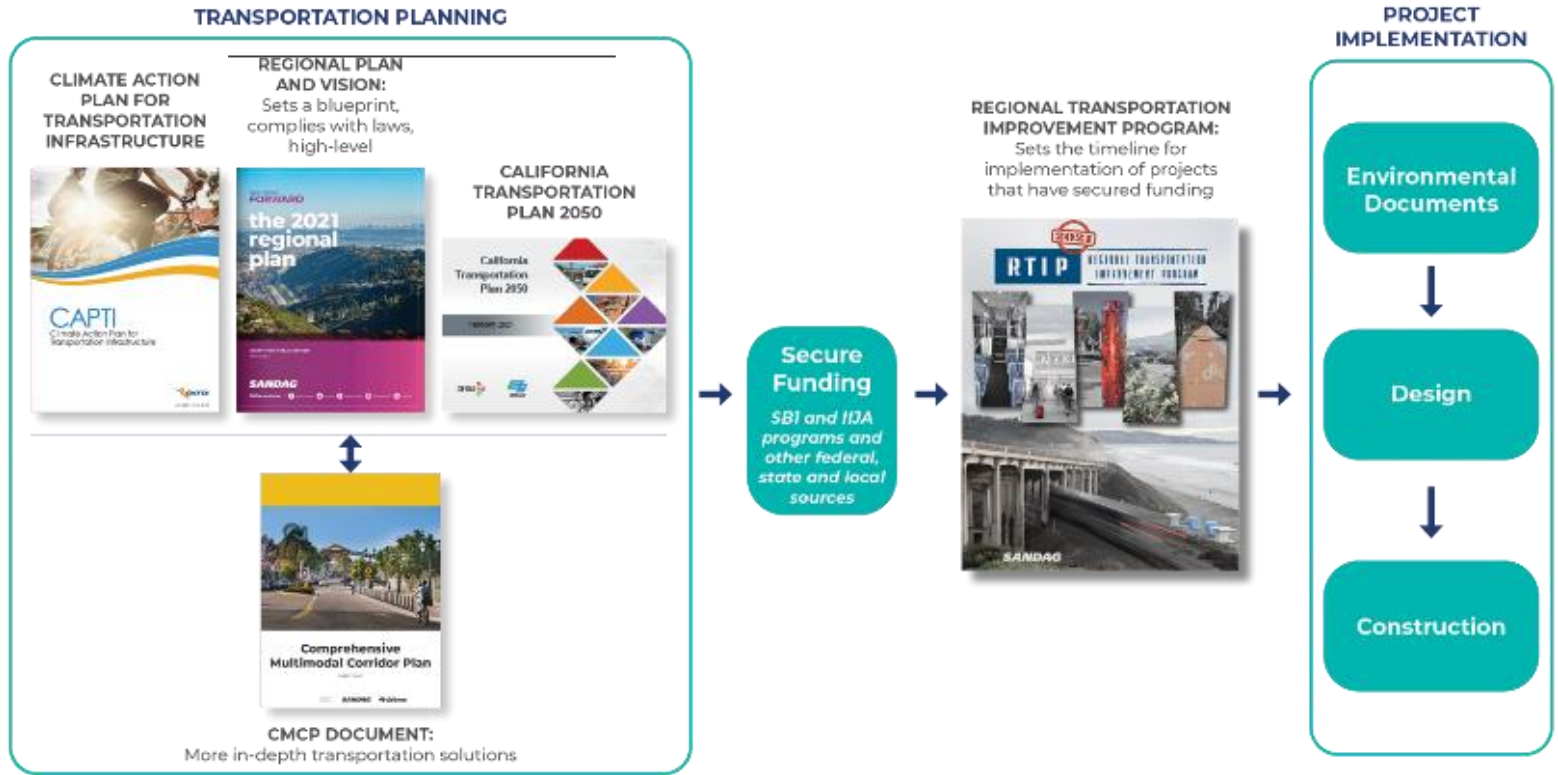 TRANSPORTATION PLANNING
CLIMATE ACTION
PLAN FOR
TRANSPORTATION
INFRASTRUCTURE
CAPTI
Climate Action Plan for
Transportation Infrastructure
REGIONAL PLAN
AND VISION:
Sets a blueprint,
complies with laws,
high-level
FORWARD
the 2021
regional
plan
SANDAG
CALIFORNIA
TRANSPORTATION
PLAN 2050
California
Transportation
Plan 2050
Comprehensive
Multimodal Corridor Plan
SANDAG
CMCP DOCUMENT:
More in-depth transportation solutions
Secure
Funding
SB1 and IIJA
programs and
other federal,
state and local
sources
REGIONAL TRANSPORTATION
IMPROVEMENT PROGRAM:
Sets the timeline for
implementation of projects
that have secured funding
RTIP
REGIONAL TRANSPORTATION
IMPROVEMENT PROGRAM
SANDAG
PROJECT
IMPLEMENTATION
Environmental
Documents
Design
Construction